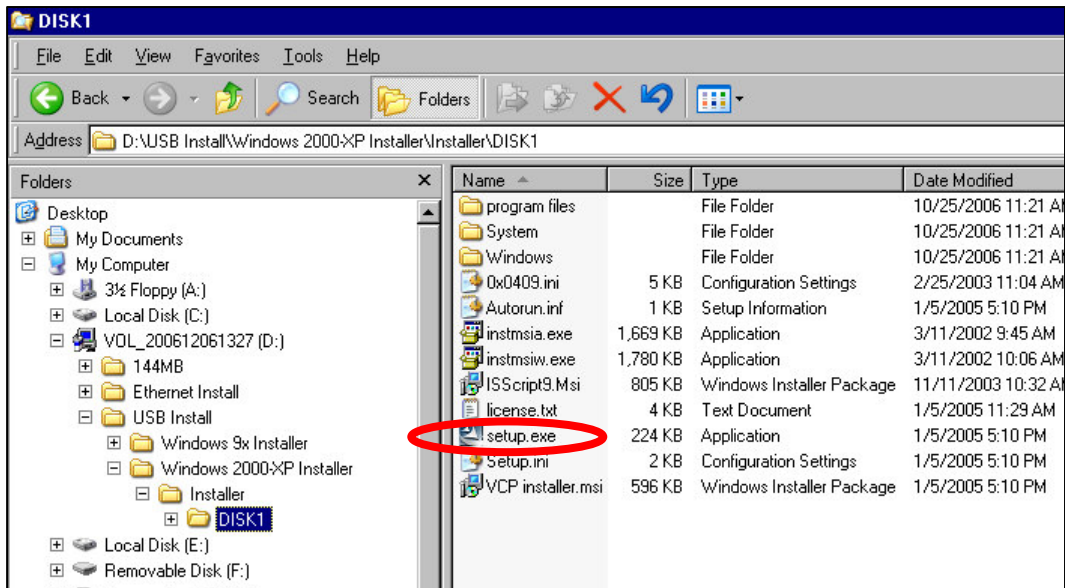 DISK1
File Edit View Favorites Tools Help
Back Search Folders
Address D:\USB Install\Windows 2000-XP Installer\Installer\DISK1
Folders
Desktop
My Documents
My Computer
3½ Floppy (A:)
Local Disk (C:)
VOL_200612061327 (D:)
144MB
Ethernet Install
USB Install
Windows 9x Installer
Windows 2000-XP Installer
Installer
DISK1
Local Disk (E:)
Removable Disk (F:)
Name Size Type Date Modified
program files File Folder 10/25/2006 11:21 AM
System File Folder 10/25/2006 11:21 AM
Windows File Folder 10/25/2006 11:21 AM
0x0409.ini 5 KB Configuration Settings 2/25/2003 11:04 AM
Autorun.inf 1 KB Setup Information 1/5/2005 5:10 PM
instmsia.exe 1,669 KB Application 3/11/2002 9:45 AM
instmsiw.exe 1,780 KB Application 3/11/2002 10:06 AM
ISScript9.Msi 805 KB Windows Installer Package 11/11/2003 10:32 AM
license.txt 4 KB Text Document 1/5/2005 11:29 AM
setup.exe 224 KB Application 1/5/2005 5:10 PM
Setup.ini 2 KB Configuration Settings 1/5/2005 5:10 PM
VCP installer.msi 596 KB Windows Installer Package 1/5/2005 5:10 PM